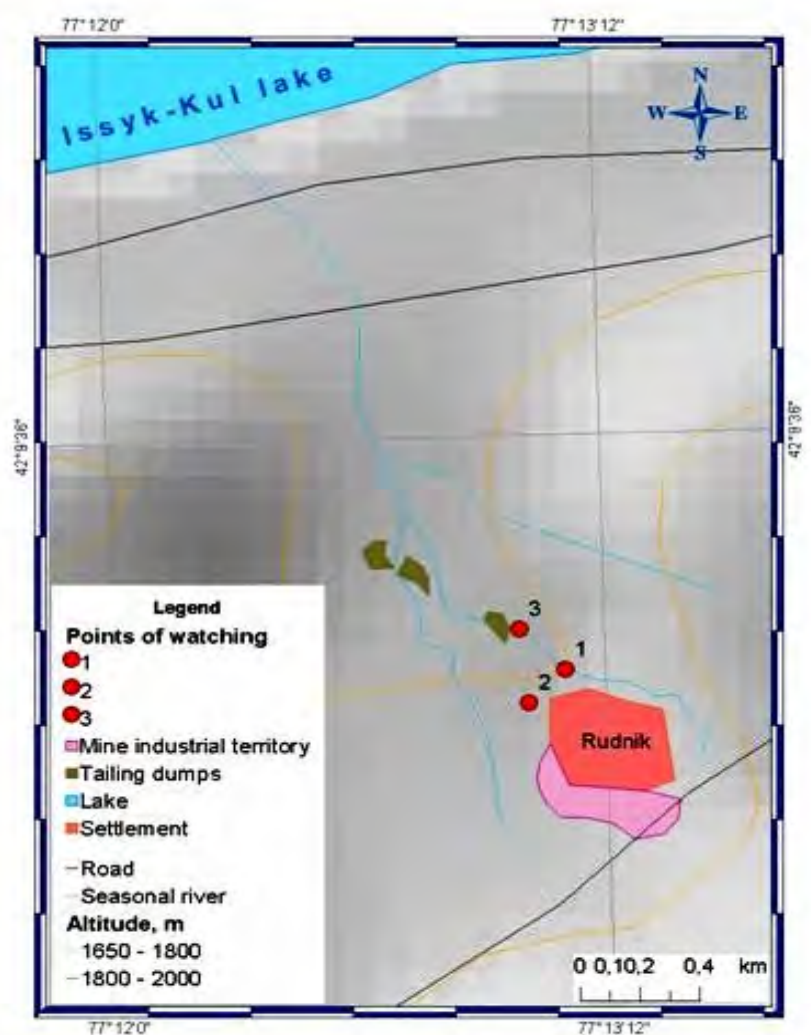 77°12'0"
77°13'12"
Issyk-Kul lake
N
W E
S
42°9'36"
42°9'36"
3
1
2
Rudnik
Legend
Points of watching
1
2
3
Mine industrial territory
Tailing dumps
Lake
Settlement
Road
Seasonal river
Altitude, m
1650 - 1800
1800 - 2000
0 0,10,2 0,4 km
77°12'0"
77°13'12"